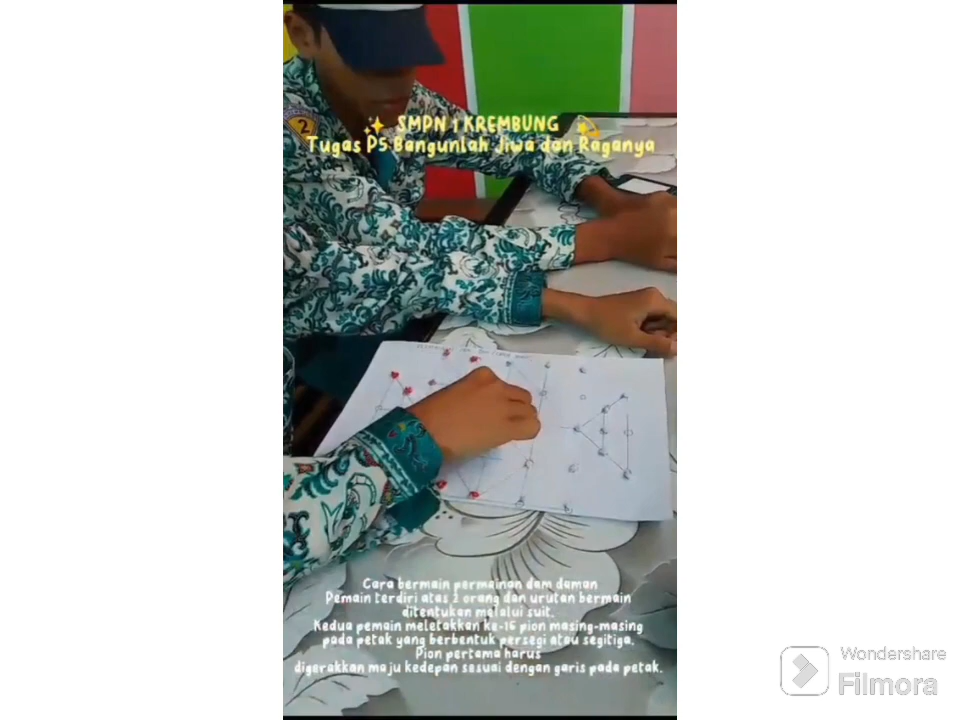 2
SMPN 1 KREMBUNG
Tugas P5 Bangunlah Jiwa dan Raganya
Cara bermain permainan dam daman
Pemain terdiri atas 2 orang dan urutan bermain
ditentukan melalui suit.
Kedua pemain meletakkan ke-16 pion masing-masing
pada petak yang berbentuk persegi atau segitiga.
Pion pertama harus
digerakkan maju kedepan sesuai dengan garis pada petak.
Wondershare
Filmora